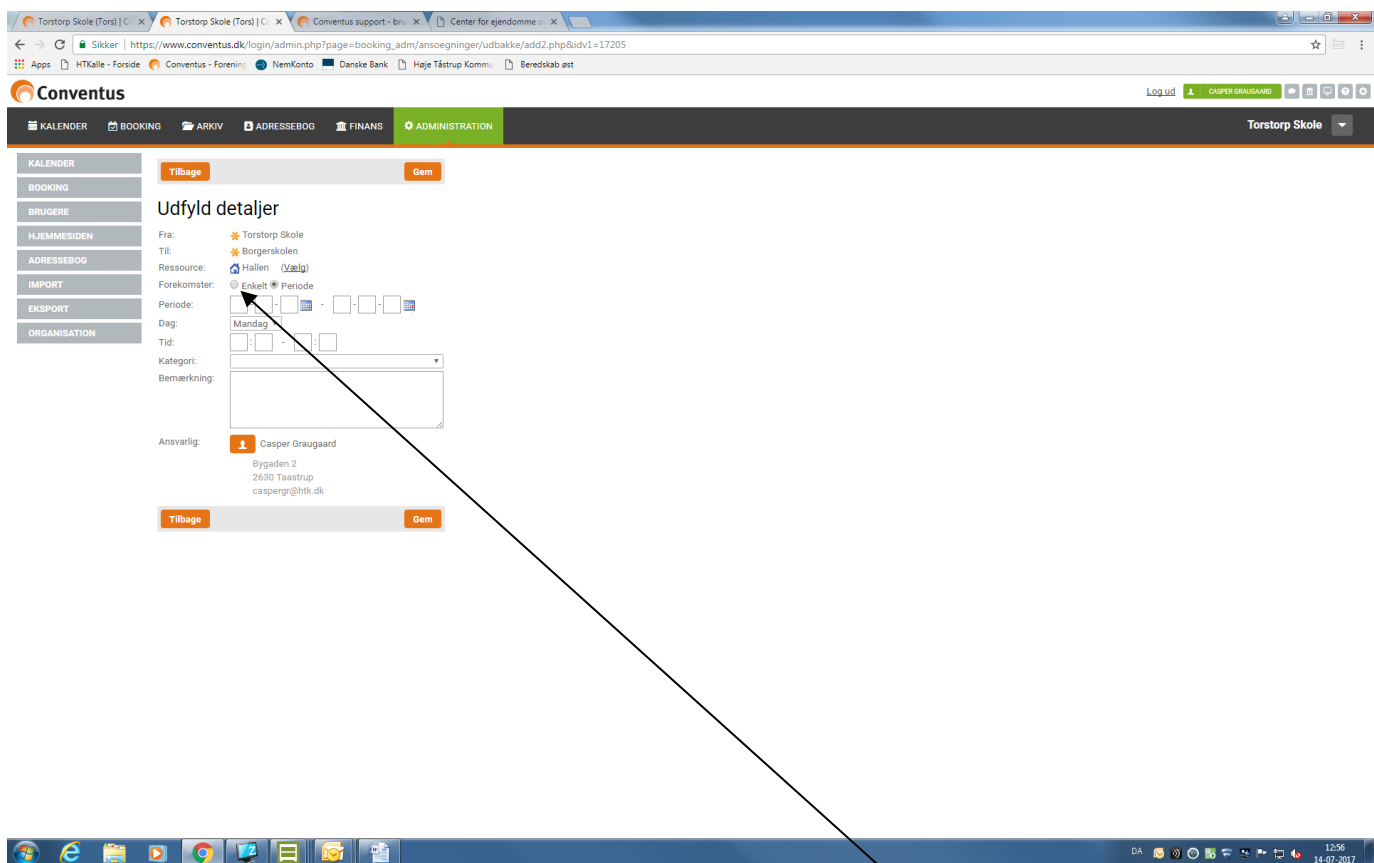 Torstorp Skole (Tors) | Co
Torstorp Skole (Tors) | Co
Conventus support - bru
Center for ejendomme o
Sikker | https://www.conventus.dk/login/admin.php?page=booking_adm/ansoegninger/udbakke/add2.php&idv1=17205
Apps HTKalle - Forside Conventus - Forening NemKonto Danske Bank Høje Tåstrup Kommu Beredskab øst
Conventus
Log ud CASPER GRAUGAARD
KALENDER BOOKING ARKIV ADRESSEBOG FINANS ADMINISTRATION
Torstorp Skole
KALENDER
BOOKING
BRUGERE
HJEMMESIDEN
ADRESSEBOG
IMPORT
EKSPORT
ORGANISATION
Tilbage Gem
Udfyld detaljer
Fra: Torstorp Skole
Til: Borgerskolen
Ressource: Hallen (Vælg)
Forekomster: Enkelt Periode
Periode: - - - - -
Dag: Mandag
Tid: : - :
Kategori:
Bemærkning:
Ansvarlig: Casper Graugaard
Bygaden 2
2630 Taastrup
caspergr@htk.dk
Tilbage Gem
DA 12:56
14-07-2017